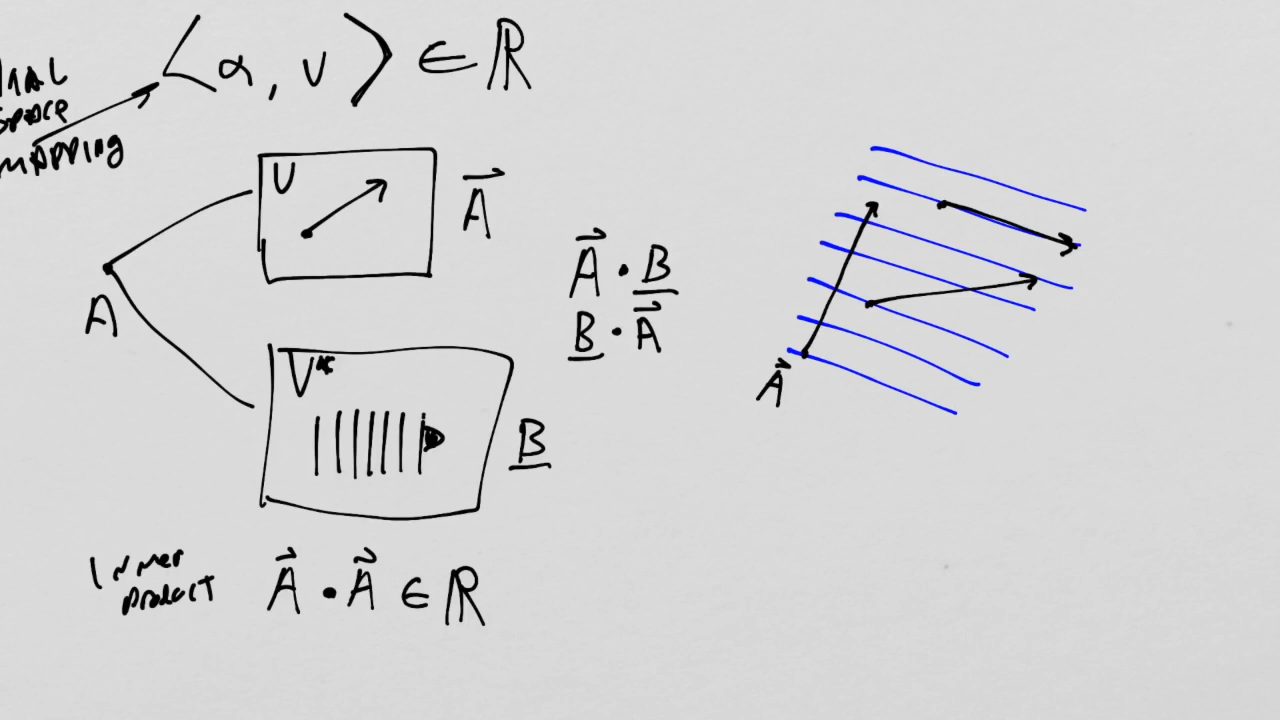 ⟨α, v⟩ ∈ ℝ
SPACE
MAPPING
V
A⃗
A
A⃗ · B̲
B̲ · A⃗
A⃗
V*
B̲
INNER
PRODUCT
A⃗ · A⃗ ∈ ℝ